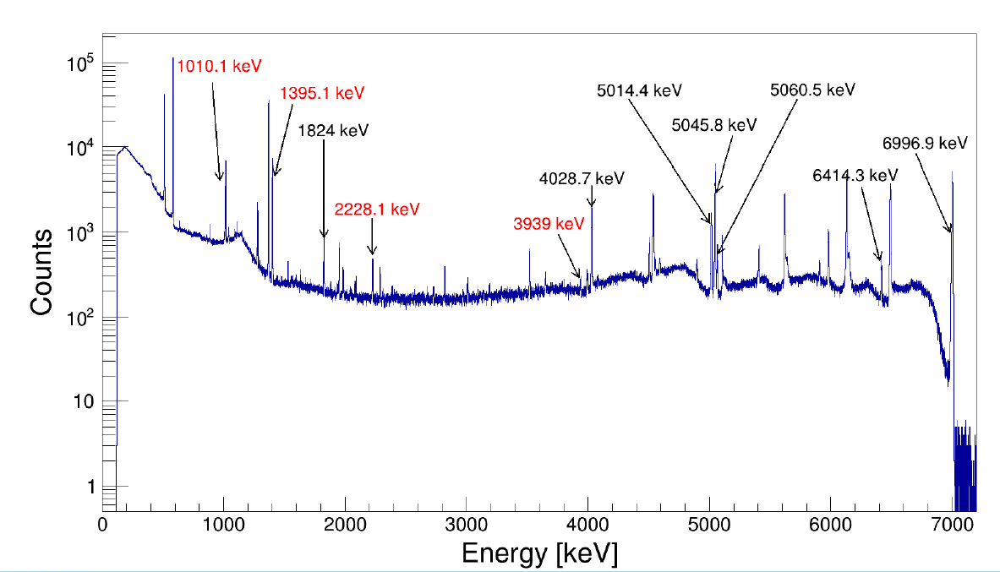 10⁵
1010.1 keV
1395.1 keV
5014.4 keV
5060.5 keV
1824 keV
5045.8 keV
10⁴
6996.9 keV
4028.7 keV
6414.3 keV
2228.1 keV
3939 keV
10³
Counts
10²
10
1
0 1000 2000 3000 4000 5000 6000 7000
Energy [keV]